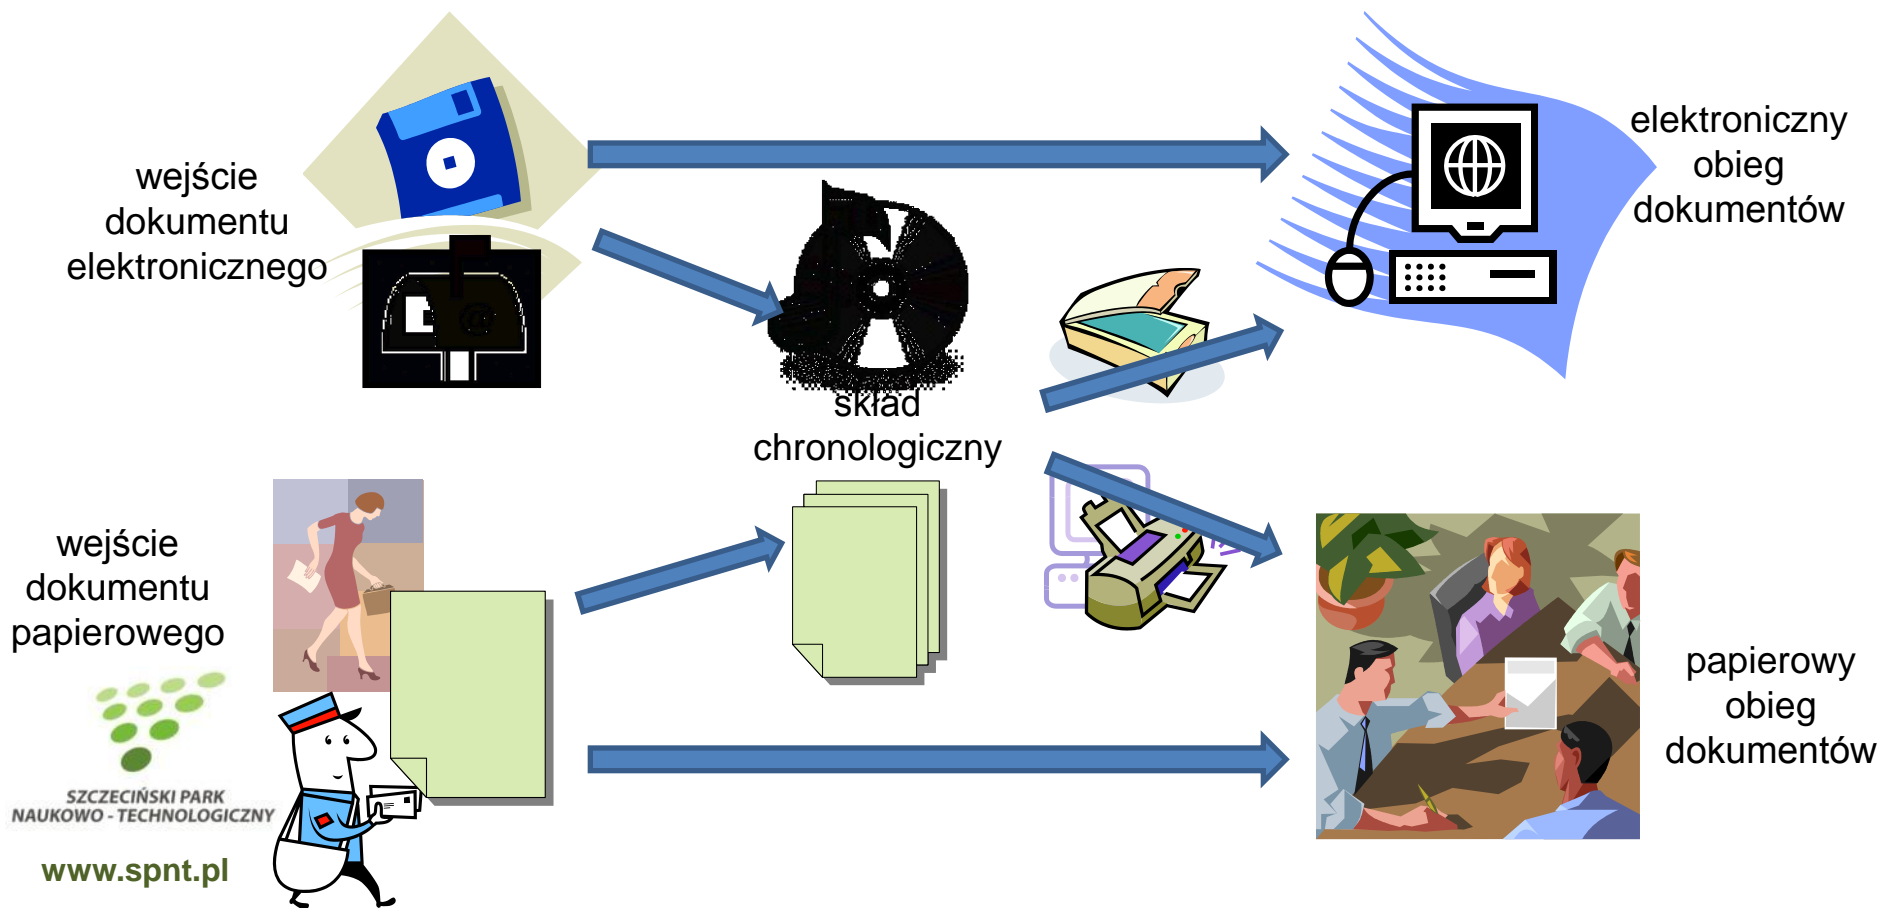 wejście
dokumentu
elektronicznego
elektroniczny
obieg
dokumentów
skład
chronologiczny
wejście
dokumentu
papierowego
papierowy
obieg
dokumentów
SZCZECIŃSKI PARK
NAUKOWO - TECHNOLOGICZNY
www.spnt.pl
@